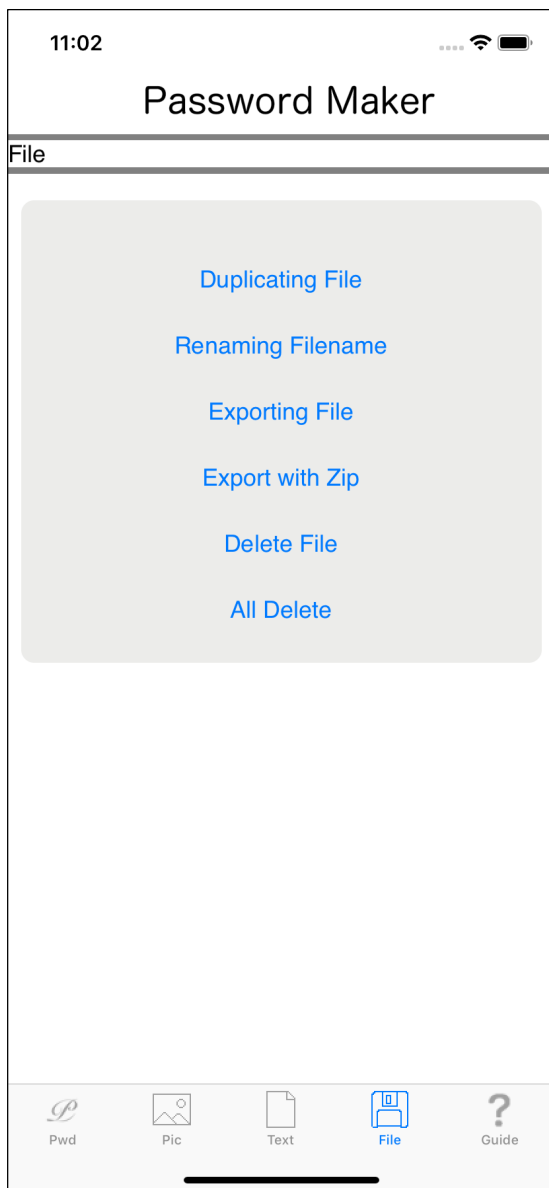 11:02
Password Maker
File
Duplicating File
Renaming Filename
Exporting File
Export with Zip
Delete File
All Delete
Pwd Pic Text File Guide